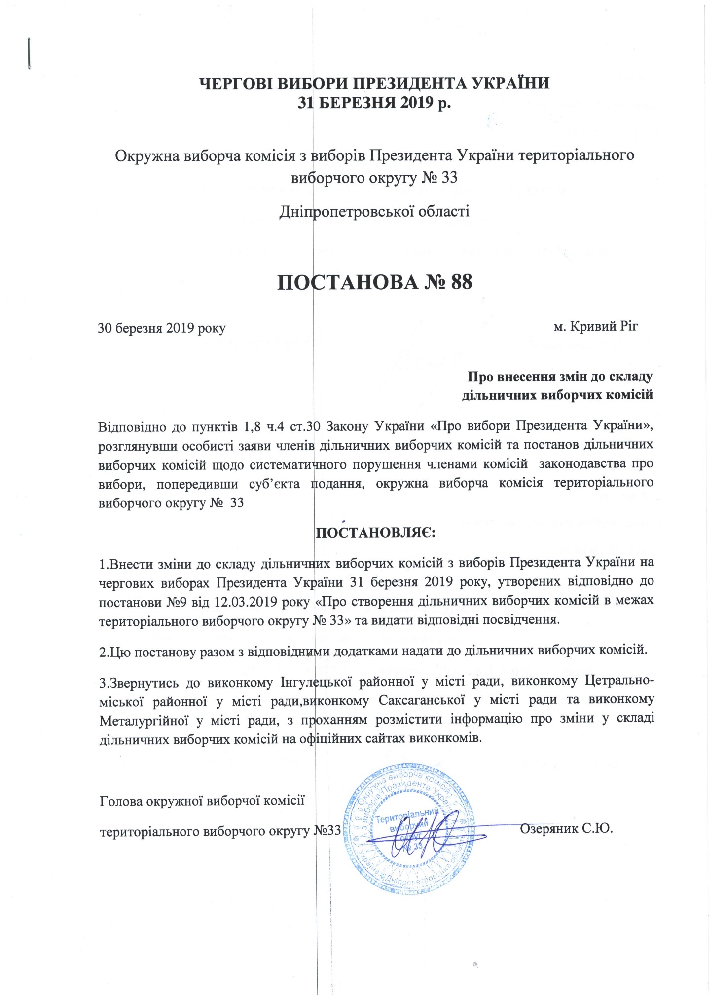 ЧЕРГОВІ ВИБОРИ ПРЕЗИДЕНТА УКРАЇНИ
31 БЕРЕЗНЯ 2019 р.
Окружна виборча комісія з виборів Президента України територіального
виборчого округу № 33
Дніпропетровської області
ПОСТАНОВА № 88
30 березня 2019 року
м. Кривий Ріг
Про внесення змін до складу
дільничних виборчих комісій
Відповідно до пунктів 1,8 ч.4 ст.30 Закону України «Про вибори Президента України»,
розглянувши особисті заяви членів дільничних виборчих комісій та постанов дільничних
виборчих комісій щодо систематичного порушення членами комісій законодавства про
вибори, попередивши суб’єкта подання, окружна виборча комісія територіального
виборчого округу № 33
ПОСТАНОВЛЯЄ:
1.Внести зміни до складу дільничних виборчих комісій з виборів Президента України на
чергових виборах Президента України 31 березня 2019 року, утворених відповідно до
постанови №9 від 12.03.2019 року «Про створення дільничних виборчих комісій в межах
територіального виборчого округу № 33» та видати відповідні посвідчення.
2.Цю постанову разом з відповідними додатками надати до дільничних виборчих комісій.
3.Звернутись до виконкому Інгулецької районної у місті ради, виконкому Цетрально-
міської районної у місті ради,виконкому Саксаганської у місті ради та виконкому
Металургійної у місті ради, з проханням розмістити інформацію про зміни у складі
дільничних виборчих комісій на офіційних сайтах виконкомів.
Голова окружної виборчої комісії
територіального виборчого округу №33
Озеряник С.Ю.
Окружна виборча комісія
з виборів Президента України
Територіальний
виборчий
округ
№ 33
Україна * Дніпропетровська область